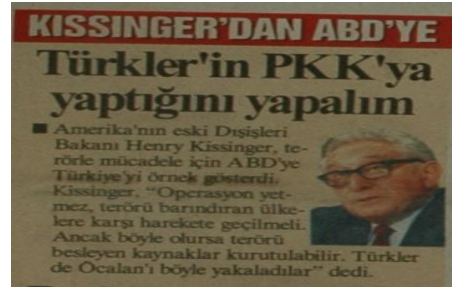 KISSINGER'DAN ABD'YE
Türkler'in PKK'ya
yaptığını yapalım
■ Amerika'nın eski Dışişleri
Bakanı Henry Kissinger, te-
rörle mücadele için ABD'ye
Türkiye'yi örnek gösterdi.
Kissinger, "Operasyon yet-
mez, terörü barındıran ülke-
lere karşı harekete geçilmeli.
Ancak böyle olursa terörü
besleyen kaynaklar kurutulabilir. Türkler
de Öcalan'ı böyle yakaladılar" dedi.